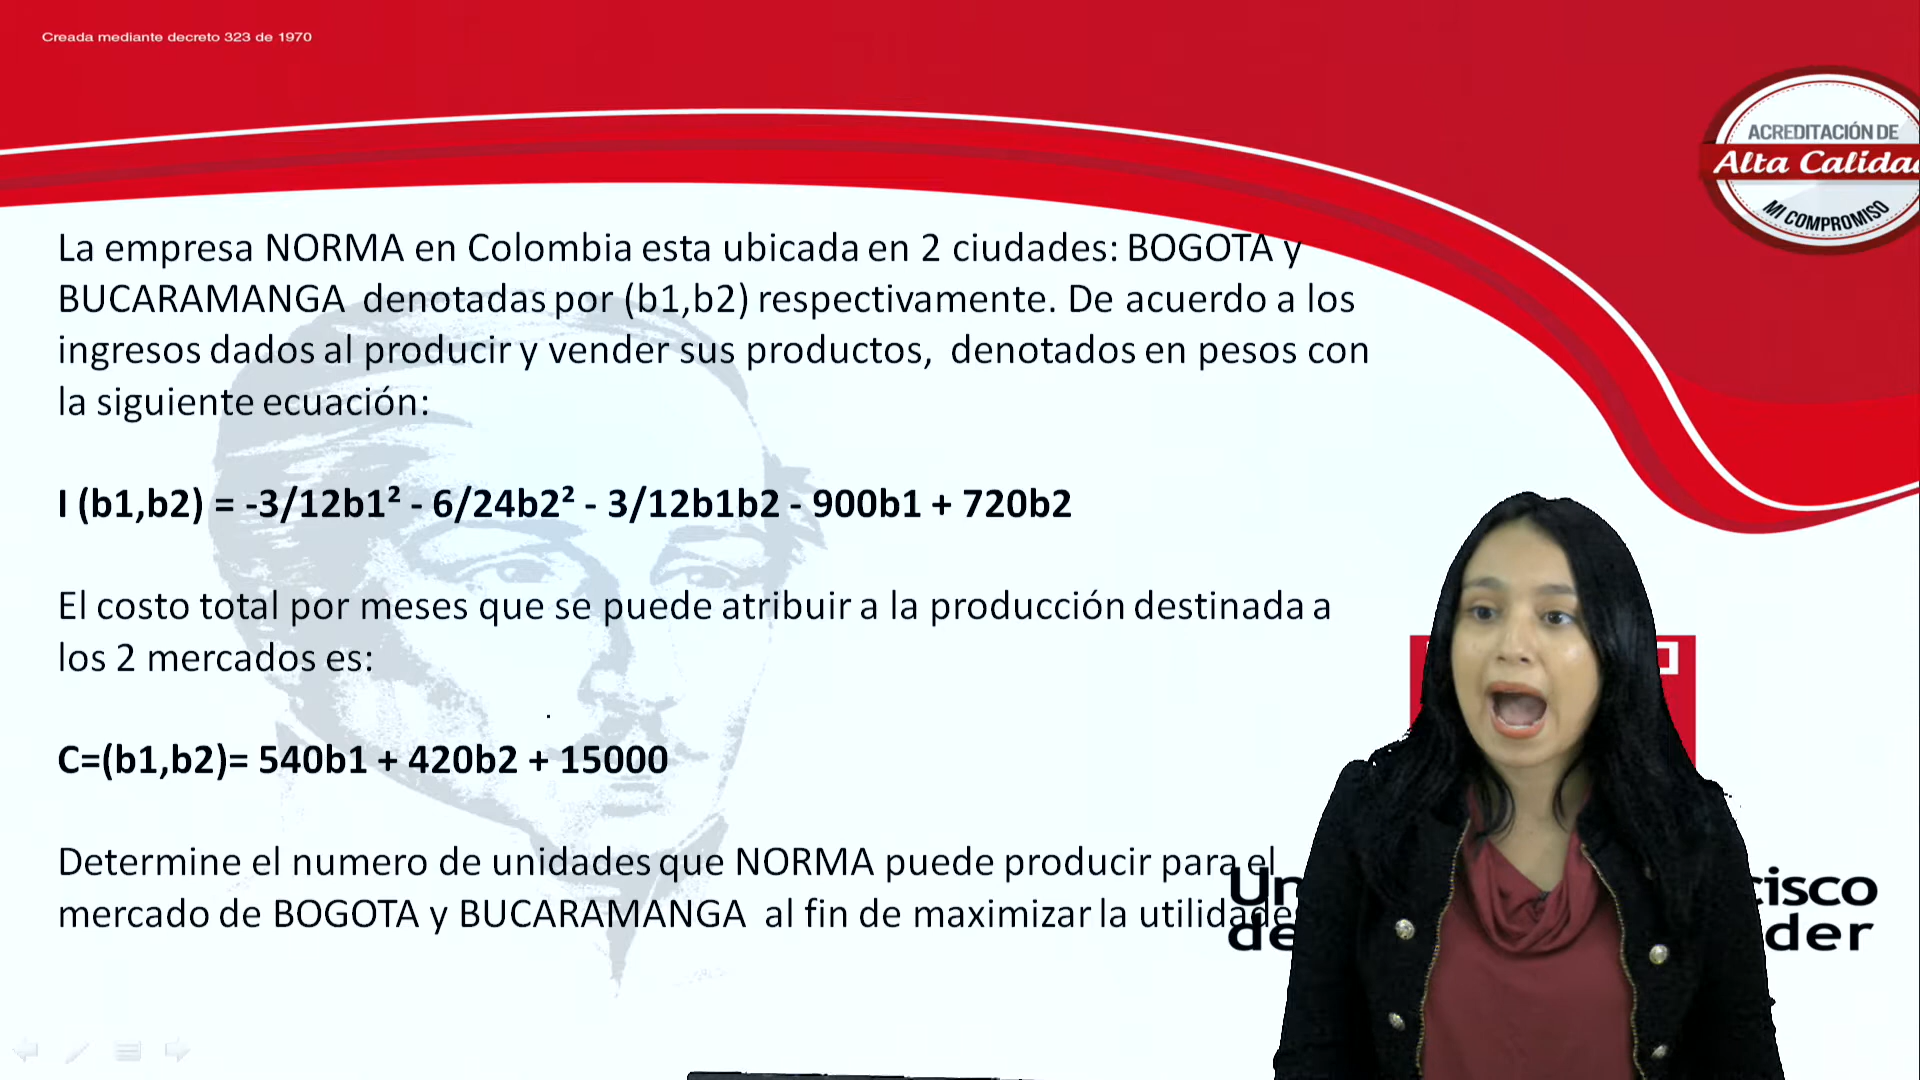 Creada mediante decreto 323 de 1970
ACREDITACIÓN DE
Alta Calidad
MI COMPROMISO
La empresa NORMA en Colombia esta ubicada en 2 ciudades: BOGOTA y
BUCARAMANGA denotadas por (b1,b2) respectivamente. De acuerdo a los
ingresos dados al producir y vender sus productos, denotados en pesos con
la siguiente ecuación:
I (b1,b2) = -3/12b1² - 6/24b2² - 3/12b1b2 - 900b1 + 720b2
El costo total por meses que se puede atribuir a la producción destinada a
los 2 mercados es:
C=(b1,b2)= 540b1 + 420b2 + 15000
Determine el numero de unidades que NORMA puede producir para el
mercado de BOGOTA y BUCARAMANGA al fin de maximizar la utilidades